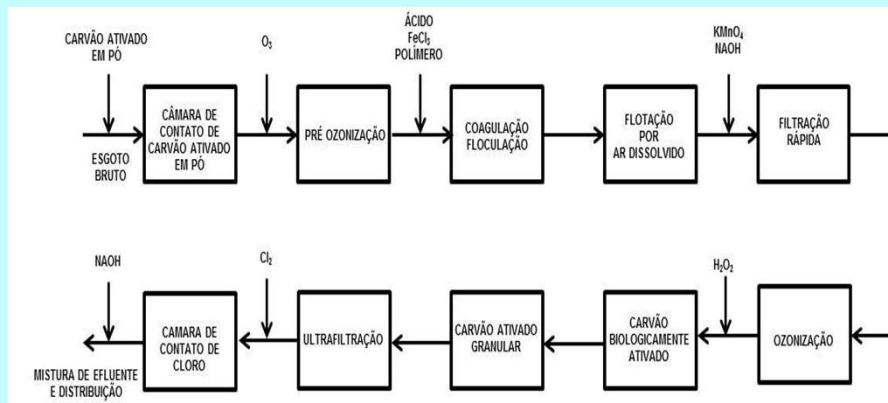 CARVÃO ATIVADO
EM PÓ
ESGOTO
BRUTO
CÂMARA DE
CONTATO DE
CARVÃO ATIVADO
EM PÓ
O₃
PRÉ OZONIZAÇÃO
ÁCIDO
FeCl₃
POLÍMERO
COAGULAÇÃO
FLOCULAÇÃO
FLOTAÇÃO
POR
AR DISSOLVIDO
KMnO₄
NAOH
FILTRAÇÃO
RÁPIDA
OZONIZAÇÃO
H₂O₂
CARVÃO
BIOLOGICAMENTE
ATIVADO
CARVÃO ATIVADO
GRANULAR
ULTRAFILTRAÇÃO
Cl₂
CAMARA DE
CONTATO DE
CLORO
NAOH
MISTURA DE EFLUENTE
E DISTRIBUIÇÃO